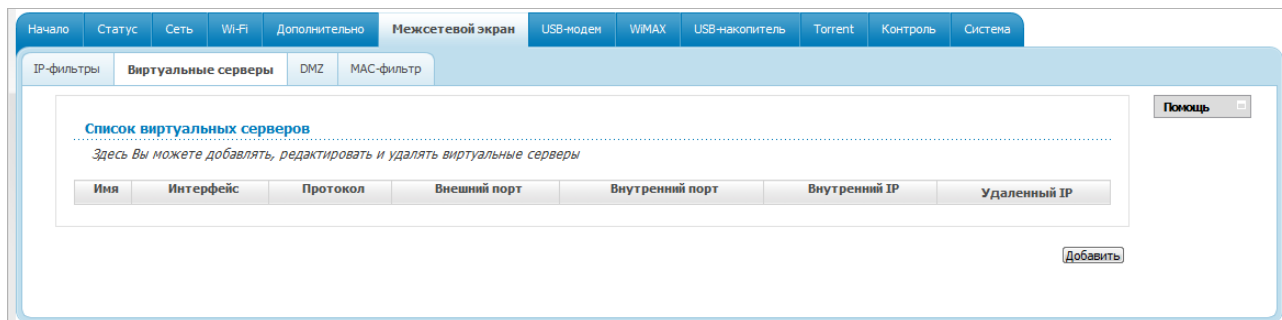 Начало Статус Сеть Wi-Fi Дополнительно Межсетевой экран USB-модем WiMAX USB-накопитель Torrent Контроль Система
IP-фильтры Виртуальные серверы DMZ MAC-фильтр
Помощь
Список виртуальных серверов
Здесь Вы можете добавлять, редактировать и удалять виртуальные серверы
Имя Интерфейс Протокол Внешний порт Внутренний порт Внутренний IP Удаленный IP
Добавить